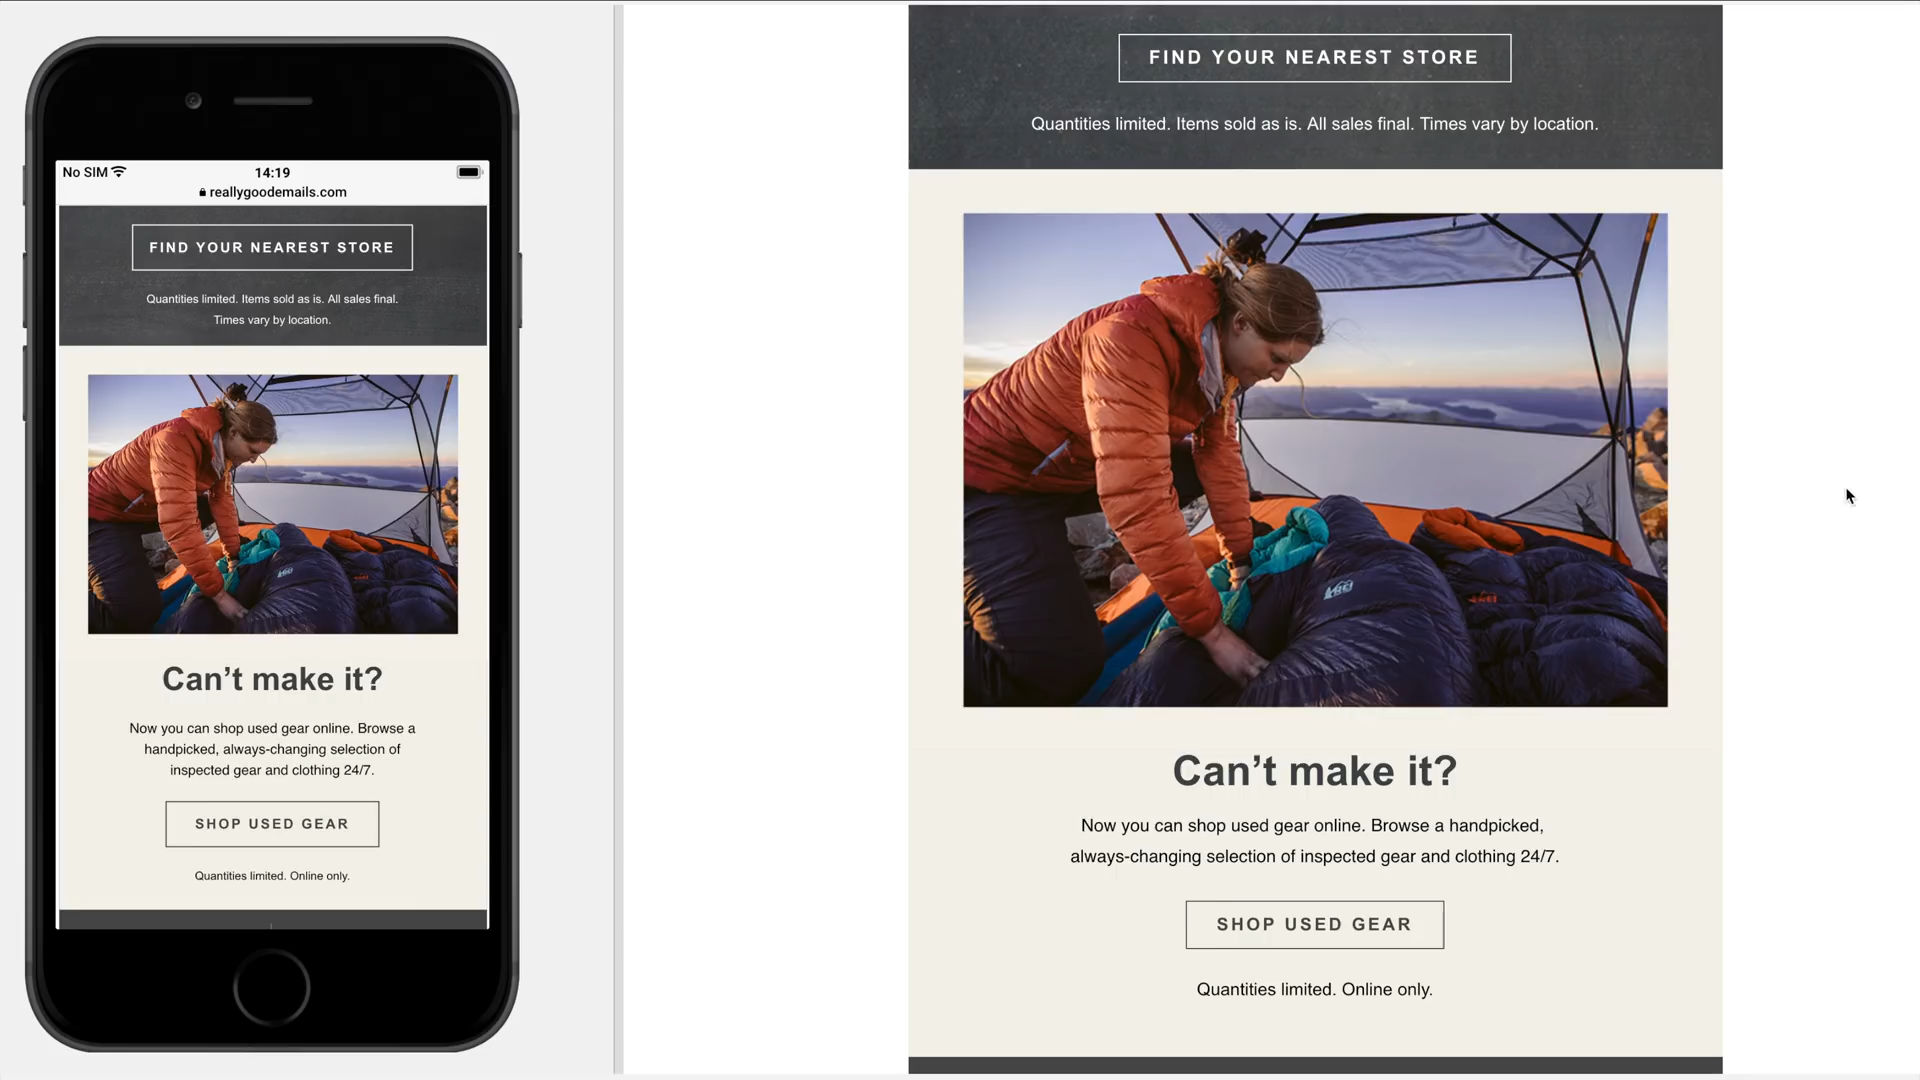 No SIM
14:19
reallygoodemails.com
FIND YOUR NEAREST STORE
Quantities limited. Items sold as is. All sales final.
Times vary by location.
REI
Can’t make it?
Now you can shop used gear online. Browse a
handpicked, always-changing selection of
inspected gear and clothing 24/7.
SHOP USED GEAR
Quantities limited. Online only.
FIND YOUR NEAREST STORE
Quantities limited. Items sold as is. All sales final. Times vary by location.
REI
REI
Can’t make it?
Now you can shop used gear online. Browse a handpicked,
always-changing selection of inspected gear and clothing 24/7.
SHOP USED GEAR
Quantities limited. Online only.